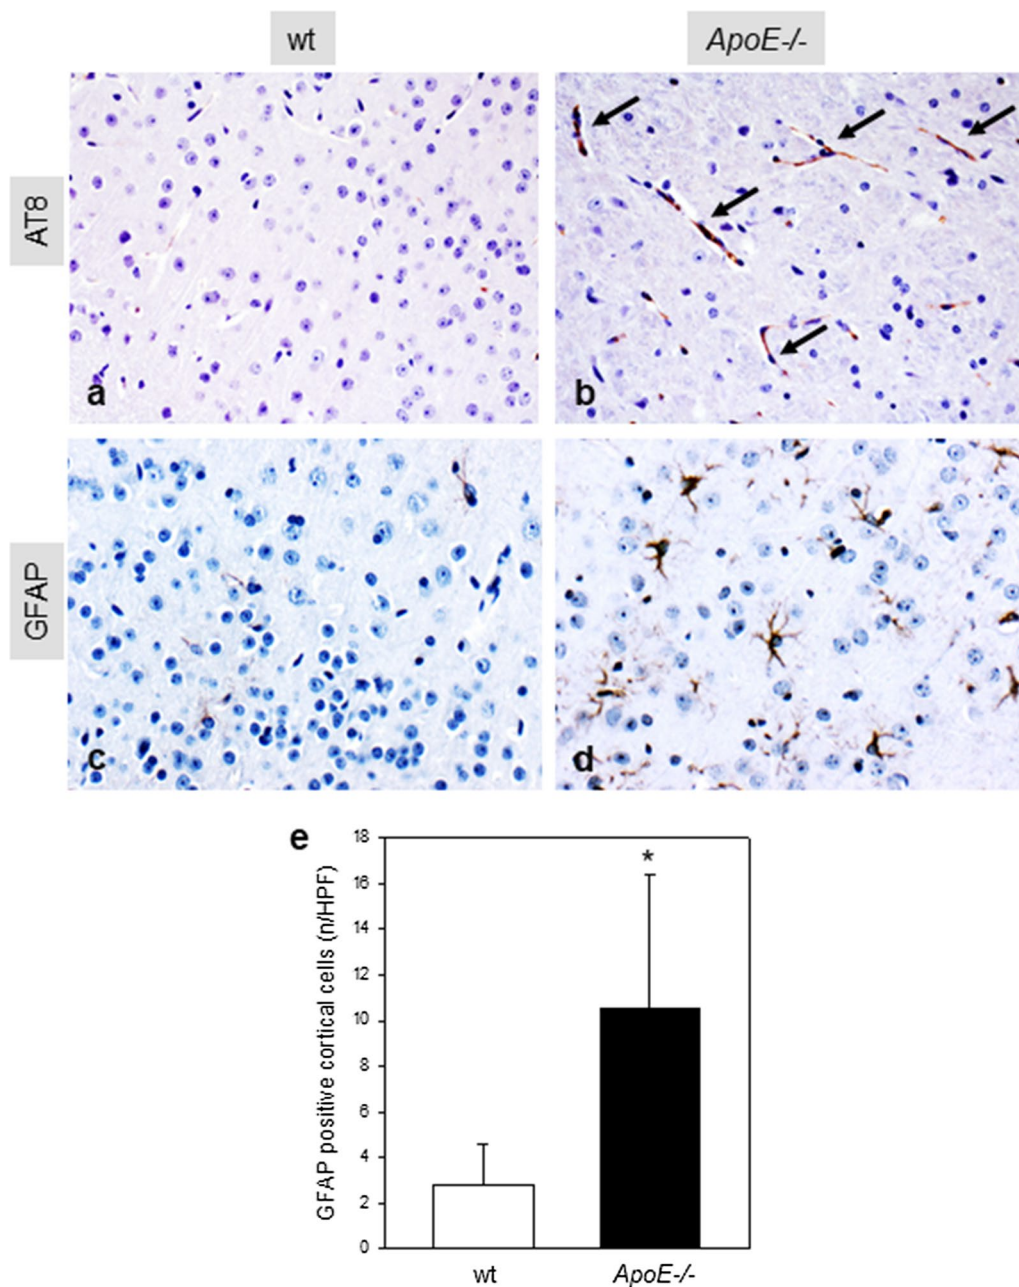 wt
ApoE-/-
AT8
a
b
GFAP
c
d
e
GFAP positive cortical cells (n/HPF)
18
16
14
12
10
8
6
4
2
0
*
wt
ApoE-/-